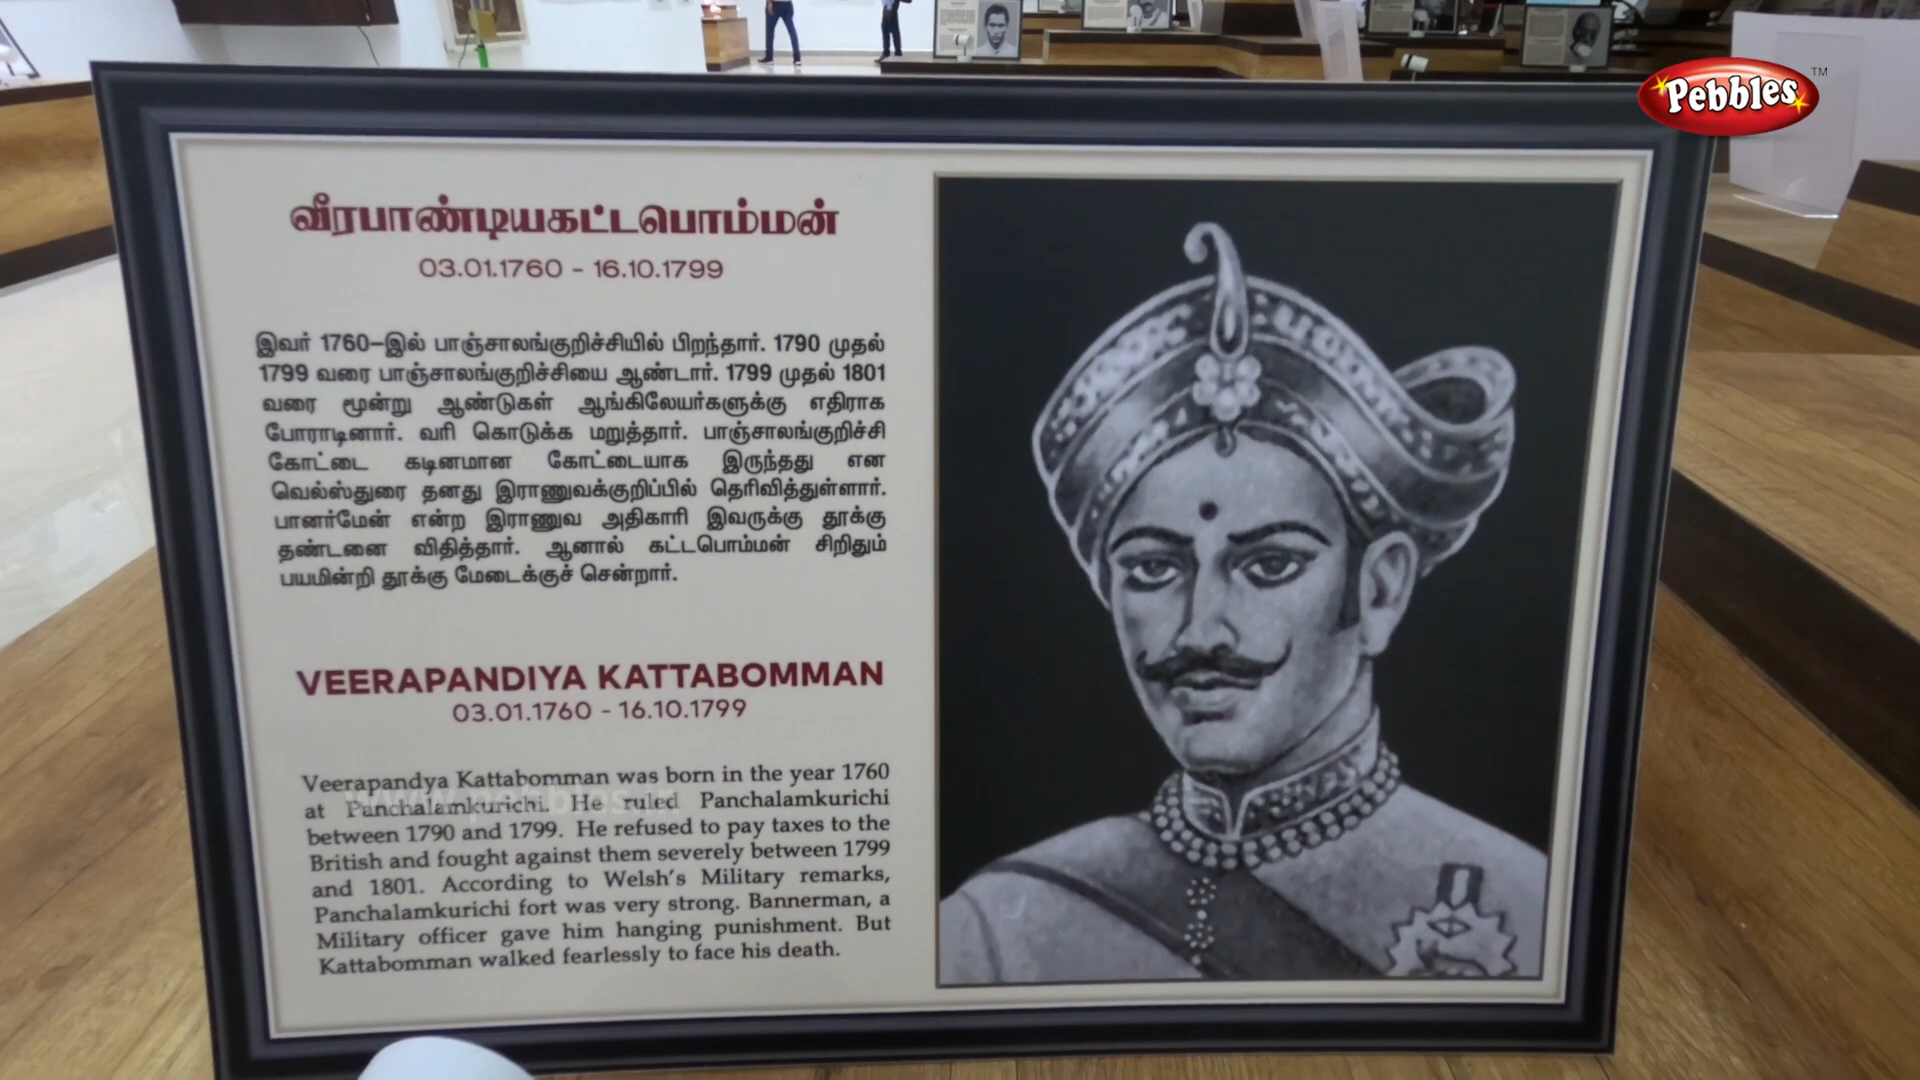 Pebbles TM
வீரபாண்டியகட்டபொம்மன்
03.01.1760 - 16.10.1799
இவர் 1760–இல் பாஞ்சாலங்குறிச்சியில் பிறந்தார். 1790 முதல்
1799 வரை பாஞ்சாலங்குறிச்சியை ஆண்டார். 1799 முதல் 1801
வரை மூன்று ஆண்டுகள் ஆங்கிலேயர்களுக்கு எதிராக
போராடினார். வரி கொடுக்க மறுத்தார். பாஞ்சாலங்குறிச்சி
கோட்டை கடினமான கோட்டையாக இருந்தது என
வெல்ஸ்துரை தனது இராணுவக்குறிப்பில் தெரிவித்துள்ளார்.
பானர்மேன் என்ற இராணுவ அதிகாரி இவருக்கு தூக்கு
தண்டனை விதித்தார். ஆனால் கட்டபொம்மன் சிறிதும்
பயமின்றி தூக்கு மேடைக்குச் சென்றார்.
VEERAPANDIYA KATTABOMMAN
03.01.1760 - 16.10.1799
Veerapandya Kattabomman was born in the year 1760
at Panchalamkurichi. He ruled Panchalamkurichi
between 1790 and 1799. He refused to pay taxes to the
British and fought against them severely between 1799
and 1801. According to Welsh's Military remarks,
Panchalamkurichi fort was very strong. Bannerman, a
Military officer gave him hanging punishment. But
Kattabomman walked fearlessly to face his death.